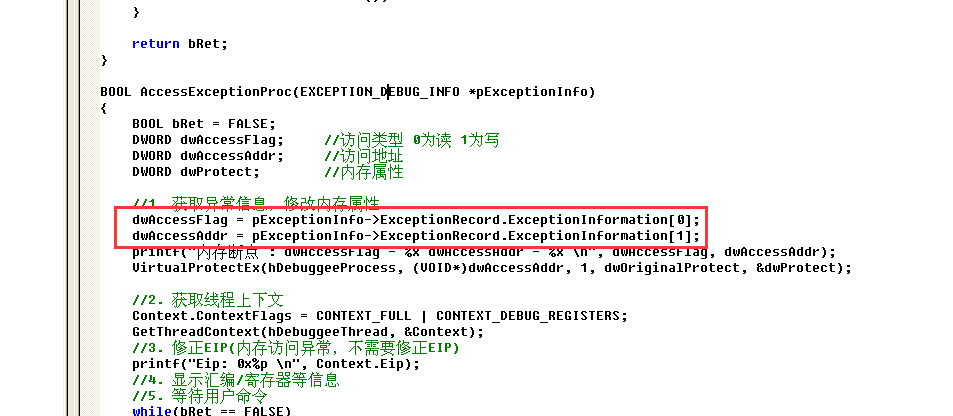 }
return bRet;
}
BOOL AccessExceptionProc(EXCEPTION_DEBUG_INFO *pExceptionInfo)
{
BOOL bRet = FALSE;
DWORD dwAccessFlag; //访问类型 0为读 1为写
DWORD dwAccessAddr; //访问地址
DWORD dwProtect; //内存属性
//1. 获取异常信息，修改内存属性
dwAccessFlag = pExceptionInfo->ExceptionRecord.ExceptionInformation[0];
dwAccessAddr = pExceptionInfo->ExceptionRecord.ExceptionInformation[1];
printf("内存断点 : dwAccessFlag - %x dwAccessAddr - %x \n", dwAccessFlag, dwAccessAddr);
VirtualProtectEx(hDebuggeeProcess, (VOID*)dwAccessAddr, 1, dwOriginalProtect, &dwProtect);
//2. 获取线程上下文
Context.ContextFlags = CONTEXT_FULL | CONTEXT_DEBUG_REGISTERS;
GetThreadContext(hDebuggeeThread, &Context);
//3. 修正EIP(内存访问异常，不需要修正EIP)
printf("Eip: 0x%p \n", Context.Eip);
//4. 显示汇编/寄存器等信息
//5. 等待用户命令
while(bRet == FALSE)